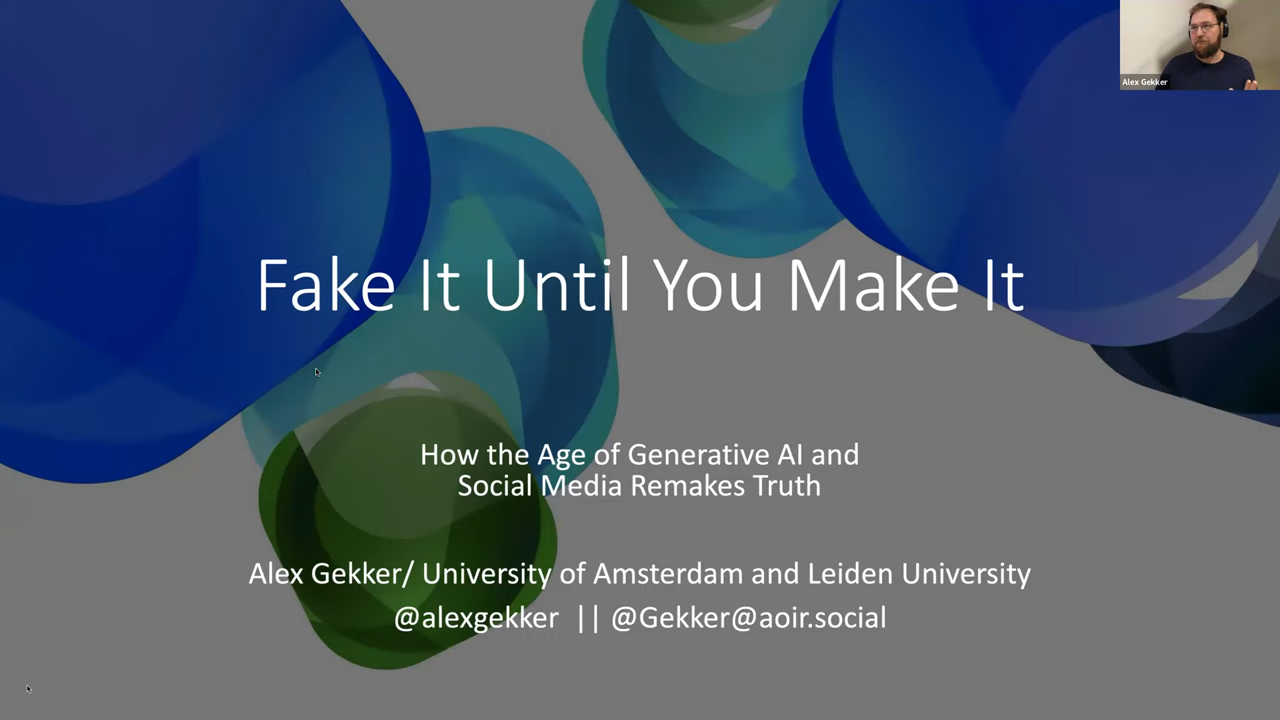 Alex Gekker
Fake It Until You Make It
How the Age of Generative AI and
Social Media Remakes Truth
Alex Gekker/ University of Amsterdam and Leiden University
@alexgekker || @Gekker@aoir.social